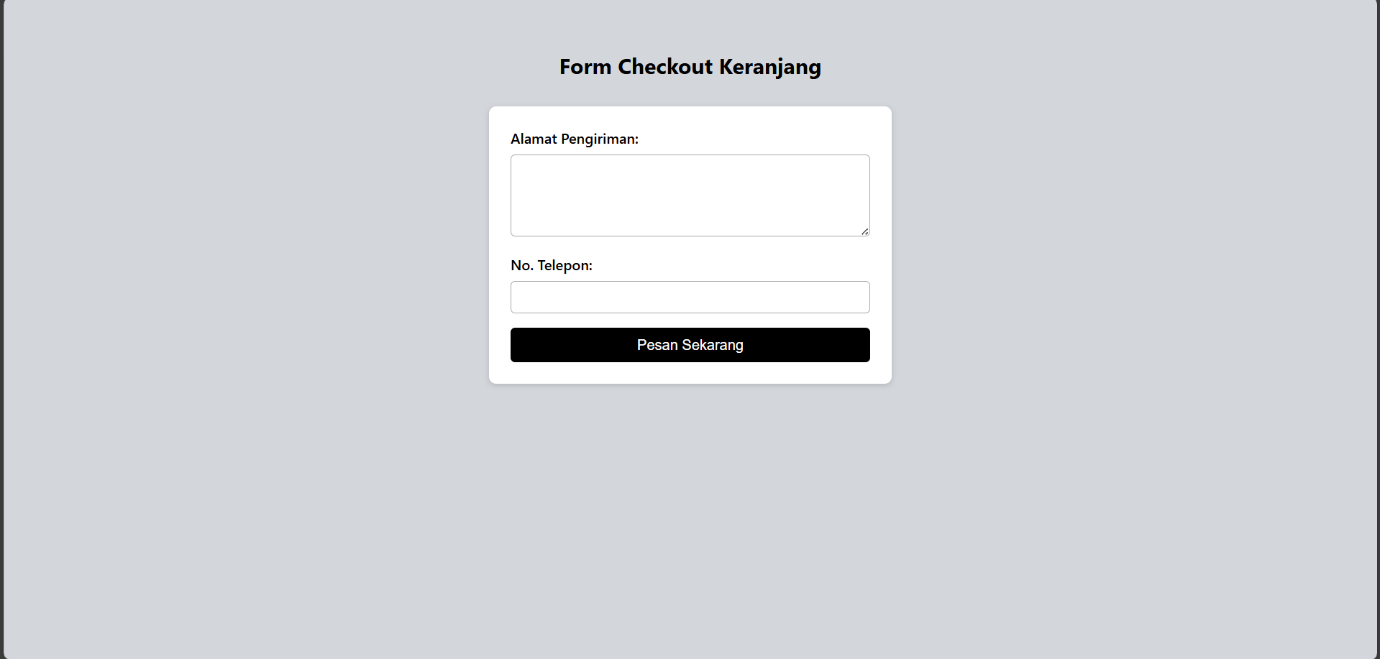 Form Checkout Keranjang
Alamat Pengiriman:
No. Telepon:
Pesan Sekarang